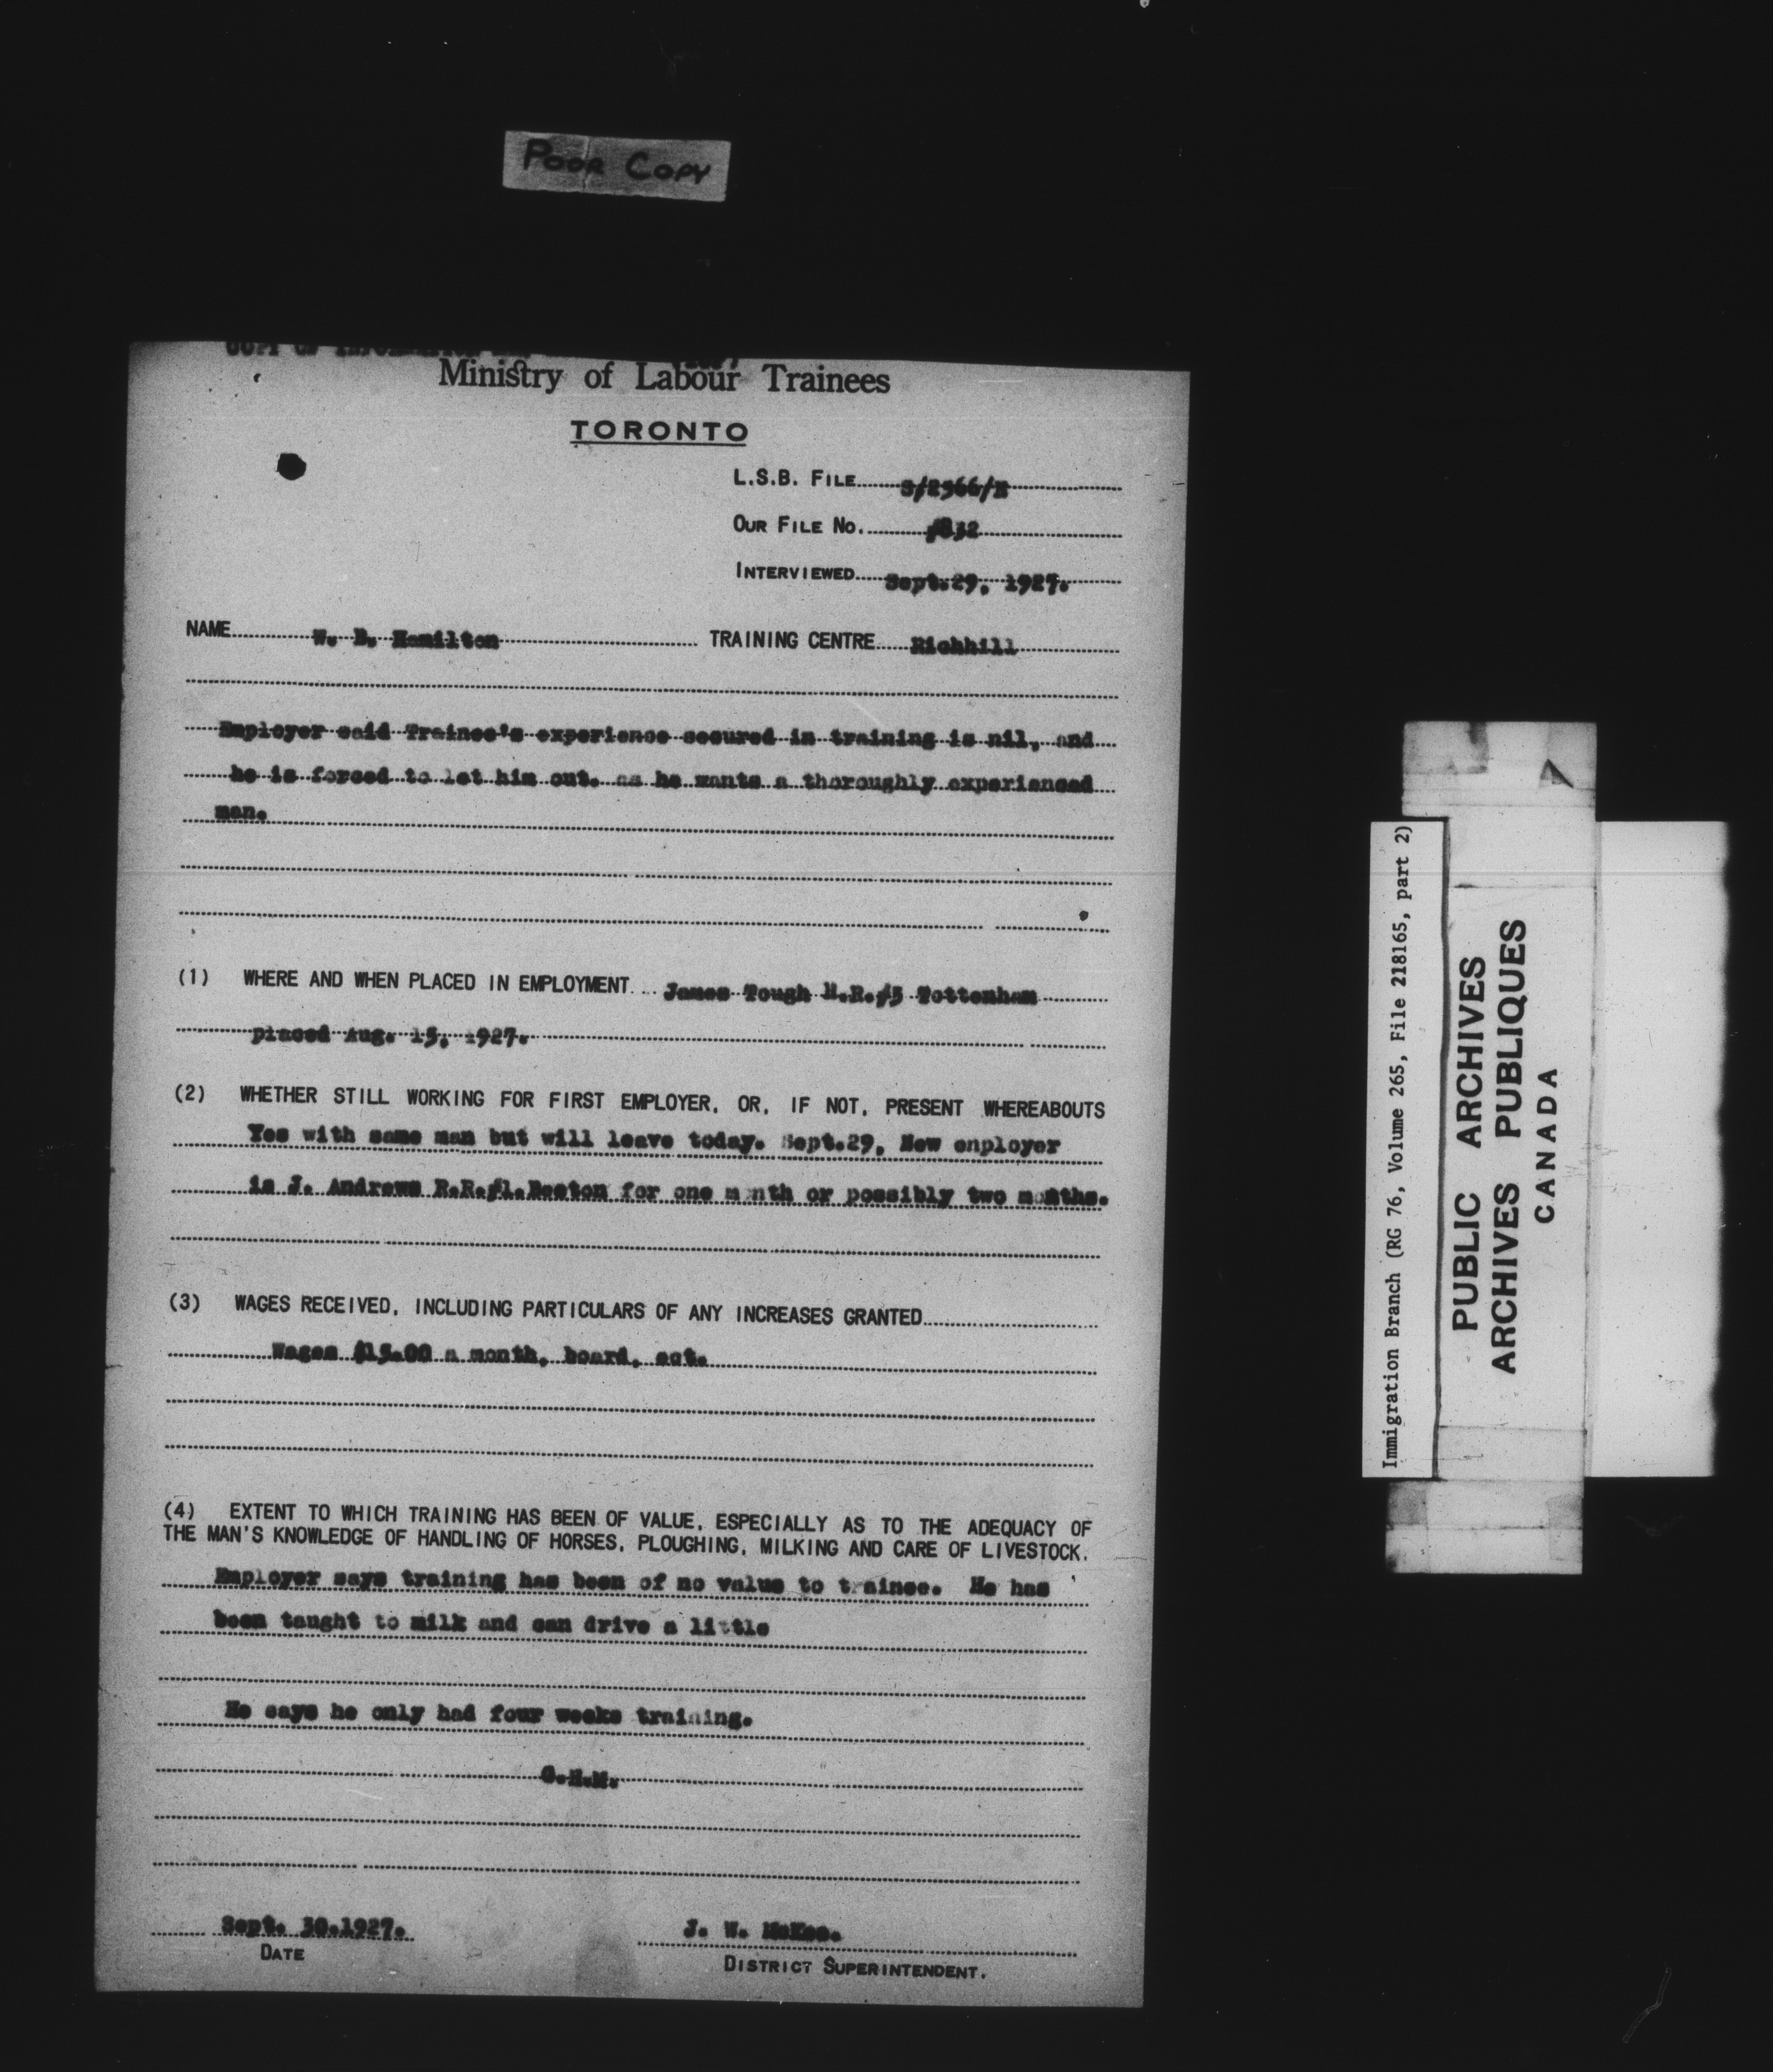 POOR COPY
Ministry of Labour Trainees
TORONTO
L.S.B. FILE S/2966/E
OUR FILE NO. #832
INTERVIEWED Sept.29, 1927.
NAME W. B. Hamilton TRAINING CENTRE Richhill
Employer said Trainee's experience secured in training is nil, and
he is forced to let him out. as he wants a thoroughly experienced
man.
(1) WHERE AND WHEN PLACED IN EMPLOYMENT James Tough R.R.#3 Tottenham
placed Aug. 15, 1927.
(2) WHETHER STILL WORKING FOR FIRST EMPLOYER, OR, IF NOT, PRESENT WHEREABOUTS
Yes with same man but will leave today. Sept.29, New enployer
is J. Andrews R.R.#1.Beeton for one month or possibly two months.
(3) WAGES RECEIVED, INCLUDING PARTICULARS OF ANY INCREASES GRANTED
Wages $15.00 a month, board, ect.
(4) EXTENT TO WHICH TRAINING HAS BEEN OF VALUE, ESPECIALLY AS TO THE ADEQUACY OF
THE MAN'S KNOWLEDGE OF HANDLING OF HORSES, PLOUGHING, MILKING AND CARE OF LIVESTOCK.
Employer says training has been of no value to trainee. He has
been taught to milk and can drive a little
He says he only had four weeks training.
G.H.M.
Sept. 30.1927.
DATE
J. W. McKee.
DISTRICT SUPERINTENDENT.
Immigration Branch (RG 76, Volume 265, File 218165, part 2)
PUBLIC ARCHIVES
ARCHIVES PUBLIQUES
CANADA